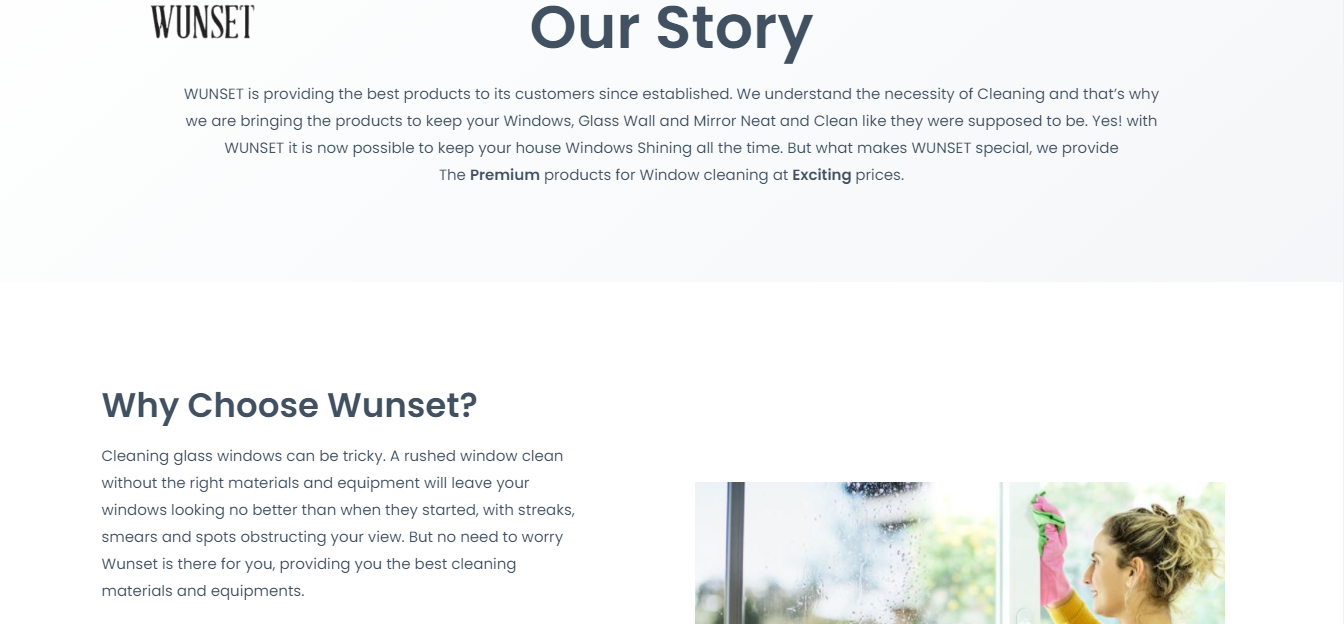 WUNSET
Our Story
WUNSET is providing the best products to its customers since established. We understand the necessity of Cleaning and that’s why
we are bringing the products to keep your Windows, Glass Wall and Mirror Neat and Clean like they were supposed to be. Yes! with
WUNSET it is now possible to keep your house Windows Shining all the time. But what makes WUNSET special, we provide
The Premium products for Window cleaning at Exciting prices.
Why Choose Wunset?
Cleaning glass windows can be tricky. A rushed window clean
without the right materials and equipment will leave your
windows looking no better than when they started, with streaks,
smears and spots obstructing your view. But no need to worry
Wunset is there for you, providing you the best cleaning
materials and equipments.